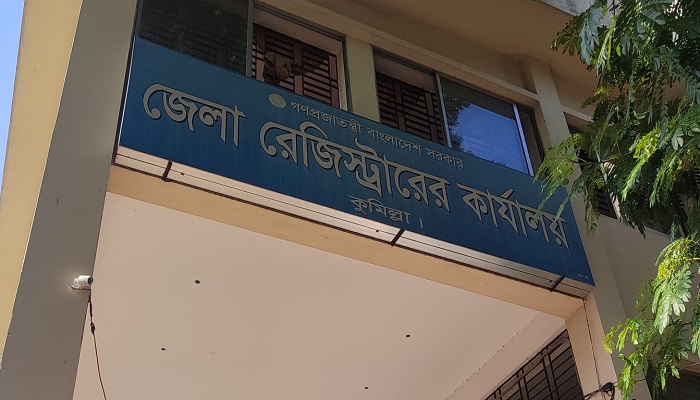 গণপ্রজাতন্ত্রী বাংলাদেশ সরকার
জেলা রেজিস্ট্রারের কার্যালয়
কুমিল্লা।